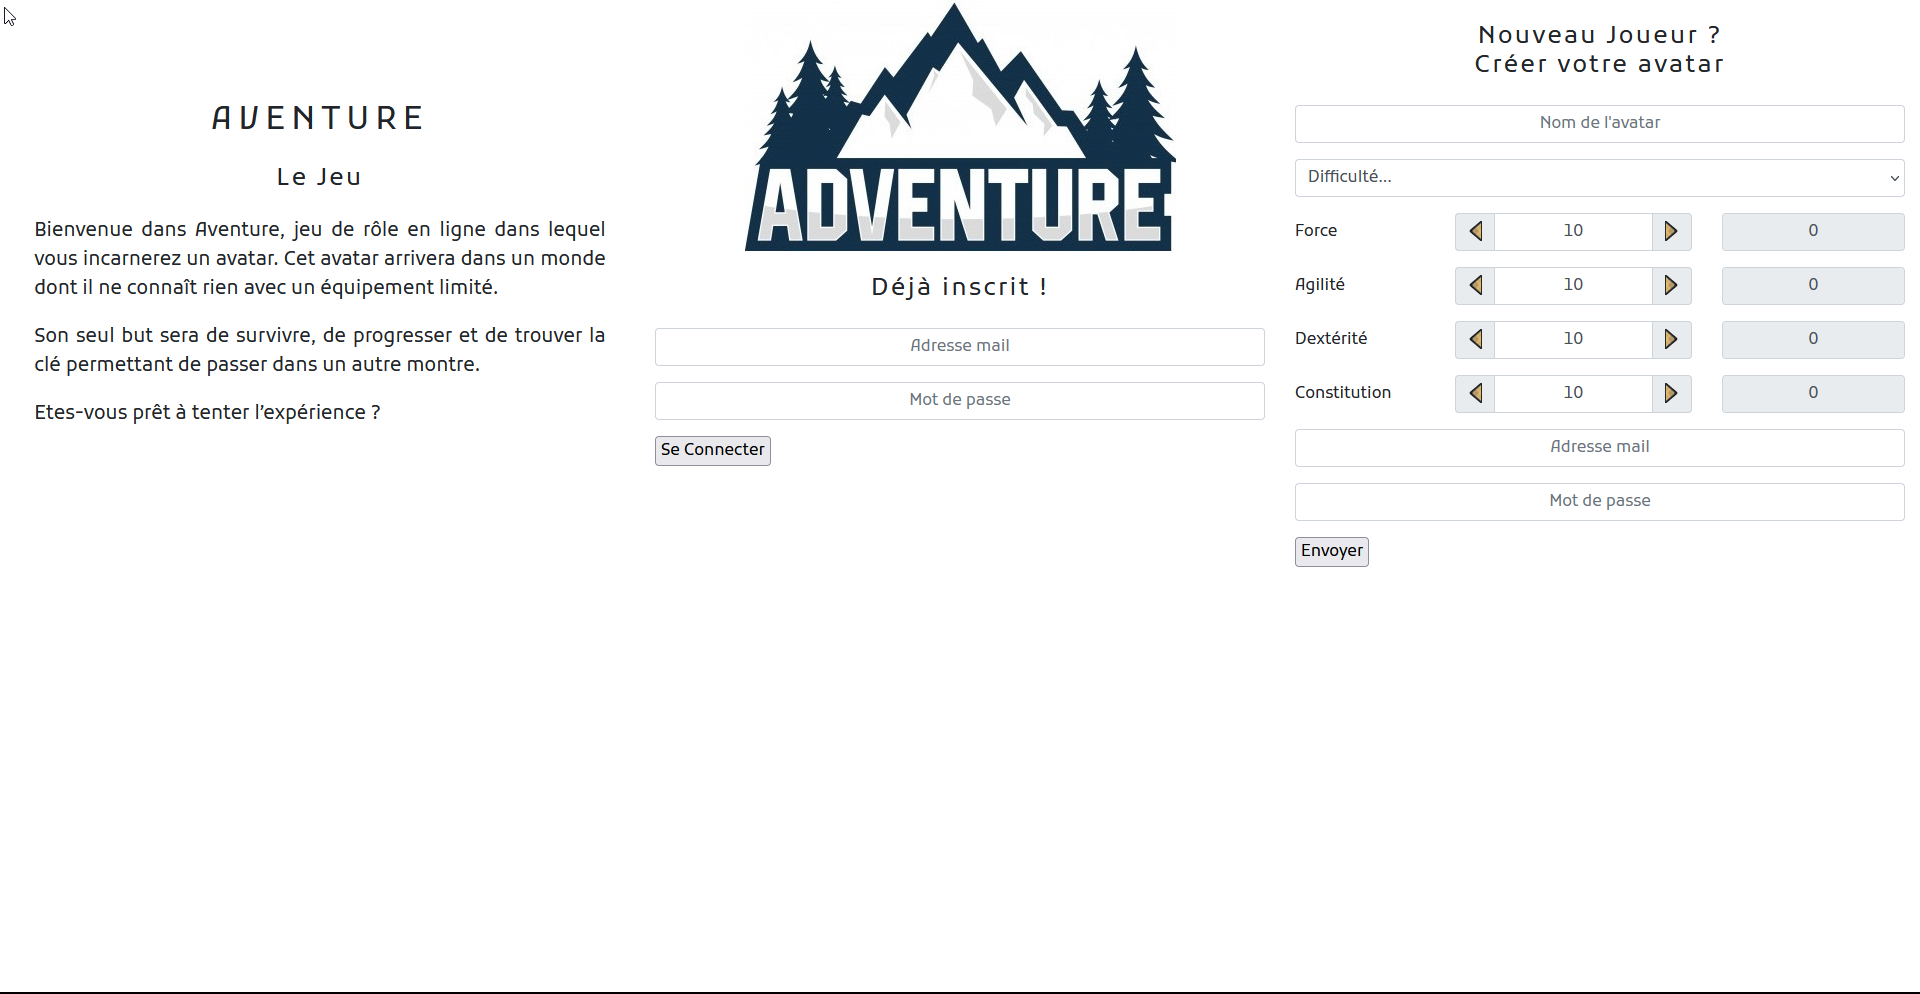 AVENTURE
Le Jeu
Bienvenue dans Aventure, jeu de rôle en ligne dans lequel
vous incarnerez un avatar. Cet avatar arrivera dans un monde
dont il ne connaît rien avec un équipement limité.
Son seul but sera de survivre, de progresser et de trouver la
clé permettant de passer dans un autre montre.
Etes-vous prêt à tenter l’expérience ?
ADVENTURE
Déjà inscrit !
Adresse mail
Mot de passe
Se Connecter
Nouveau Joueur ?
Créer votre avatar
Nom de l'avatar
Difficulté...
Force 10 0
Agilité 10 0
Dextérité 10 0
Constitution 10 0
Adresse mail
Mot de passe
Envoyer